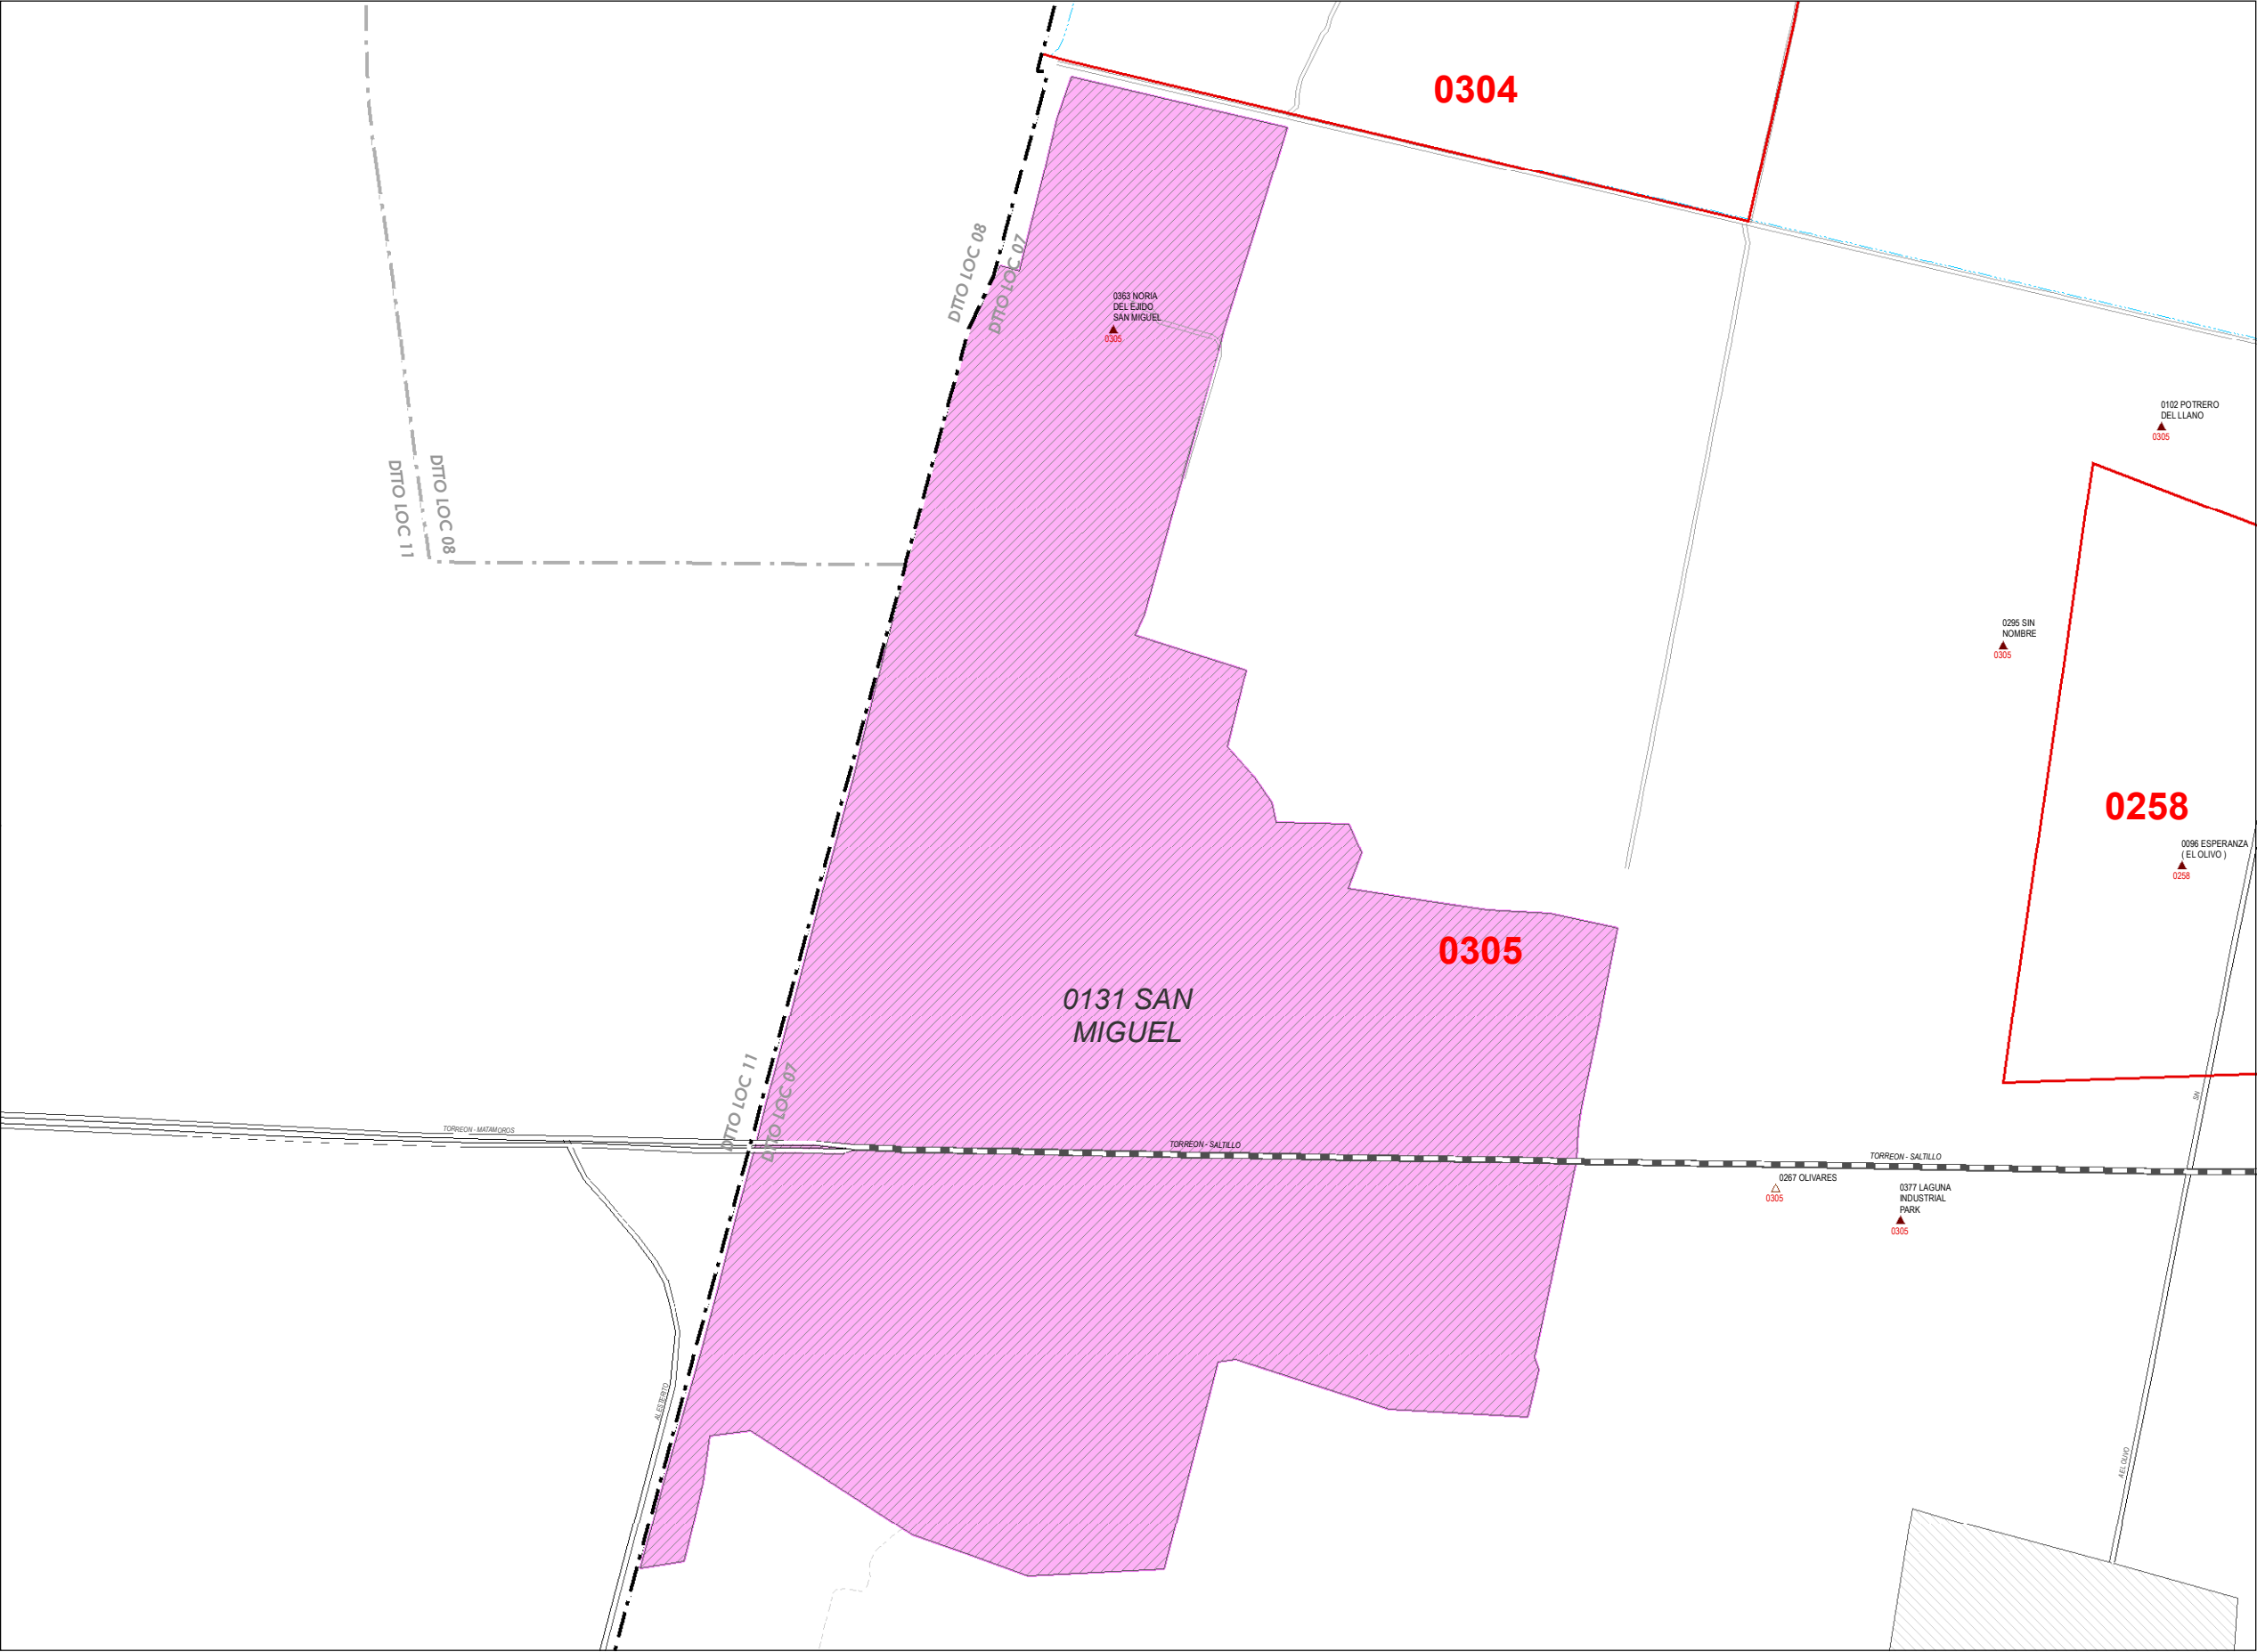 0304
DTTO LOC 08
DTTO LOC 07
0363 NORIA
DEL EJIDO
SAN MIGUEL
0305
0102 POTRERO
DEL LLANO
0305
DTTO LOC 11
DTTO LOC 08
0295 SIN
NOMBRE
0305
0258
0096 ESPERANZA
( EL OLIVO )
0258
0305
0131 SAN
MIGUEL
DTTO LOC 11
DTTO LOC 07
SN
TORREON - MATAMOROS
TORREON - SALTILLO
TORREON - SALTILLO
0267 OLIVARES
0305
0377 LAGUNA
INDUSTRIAL
PARK
0305
A EL OLIVO